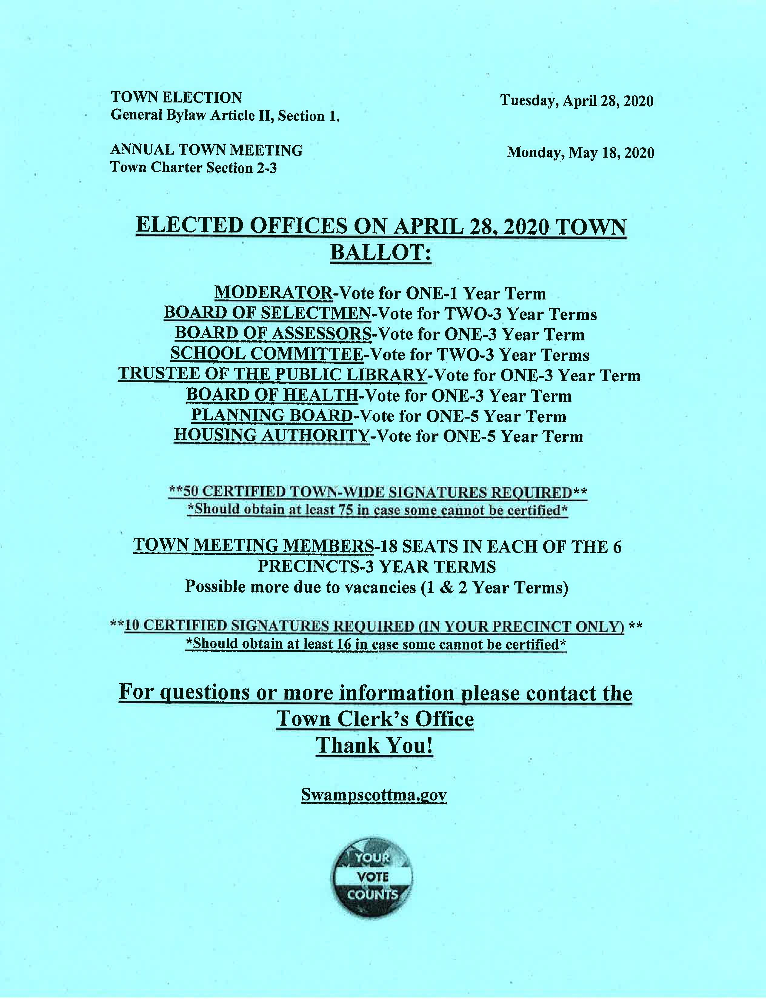 TOWN ELECTION Tuesday, April 28, 2020
General Bylaw Article II, Section 1.
ANNUAL TOWN MEETING Monday, May 18, 2020
Town Charter Section 2-3
ELECTED OFFICES ON APRIL 28, 2020 TOWN
BALLOT:
MODERATOR-Vote for ONE-1 Year Term
BOARD OF SELECTMEN-Vote for TWO-3 Year Terms
BOARD OF ASSESSORS-Vote for ONE-3 Year Term
SCHOOL COMMITTEE-Vote for TWO-3 Year Terms
TRUSTEE OF THE PUBLIC LIBRARY-Vote for ONE-3 Year Term
BOARD OF HEALTH-Vote for ONE-3 Year Term
PLANNING BOARD-Vote for ONE-5 Year Term
HOUSING AUTHORITY-Vote for ONE-5 Year Term
**50 CERTIFIED TOWN-WIDE SIGNATURES REQUIRED**
*Should obtain at least 75 in case some cannot be certified*
TOWN MEETING MEMBERS-18 SEATS IN EACH OF THE 6
PRECINCTS-3 YEAR TERMS
Possible more due to vacancies (1 & 2 Year Terms)
**10 CERTIFIED SIGNATURES REQUIRED (IN YOUR PRECINCT ONLY) **
*Should obtain at least 16 in case some cannot be certified*
For questions or more information please contact the
Town Clerk's Office
Thank You!
Swampscottma.gov
YOUR
VOTE
COUNTS